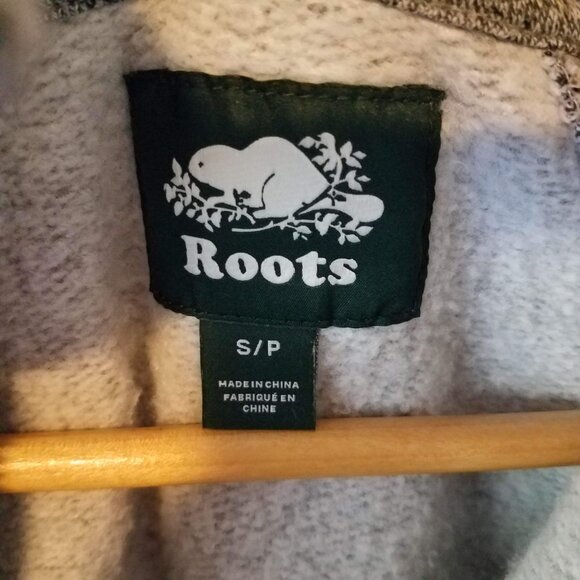 Roots
S/P
MADE IN CHINA
FABRIQUÉ EN
CHINE